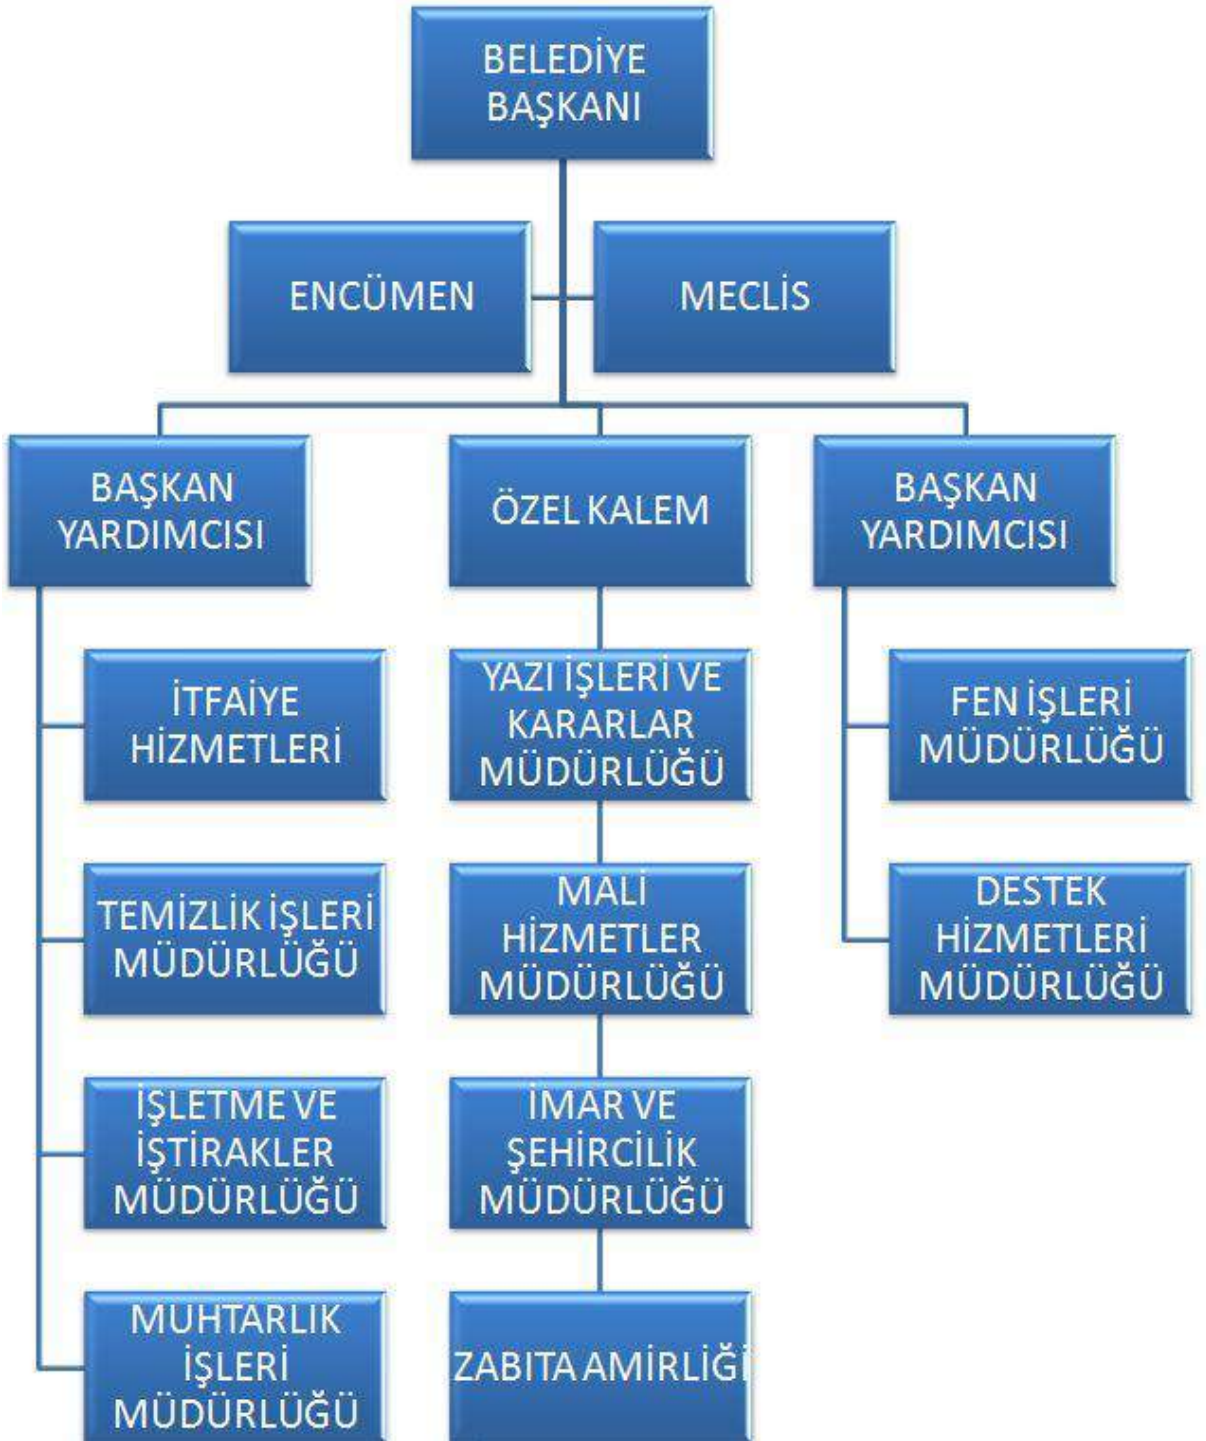 BELEDİYE
BAŞKANI
ENCÜMEN
MECLİS
BAŞKAN
YARDIMCISI
ÖZEL KALEM
BAŞKAN
YARDIMCISI
İTFAİYE
HİZMETLERİ
YAZI İŞLERİ VE
KARARLAR
MÜDÜRLÜĞÜ
FEN İŞLERİ
MÜDÜRLÜĞÜ
TEMİZLİK İŞLERİ
MÜDÜRLÜĞÜ
MALİ
HİZMETLER
MÜDÜRLÜĞÜ
DESTEK
HİZMETLERİ
MÜDÜRLÜĞÜ
İŞLETME VE
İŞTİRAKLER
MÜDÜRLÜĞÜ
İMAR VE
ŞEHİRCİLİK
MÜDÜRLÜĞÜ
MUHTARLIK
İŞLERİ
MÜDÜRLÜĞÜ
ZABITA AMİRLİĞİ